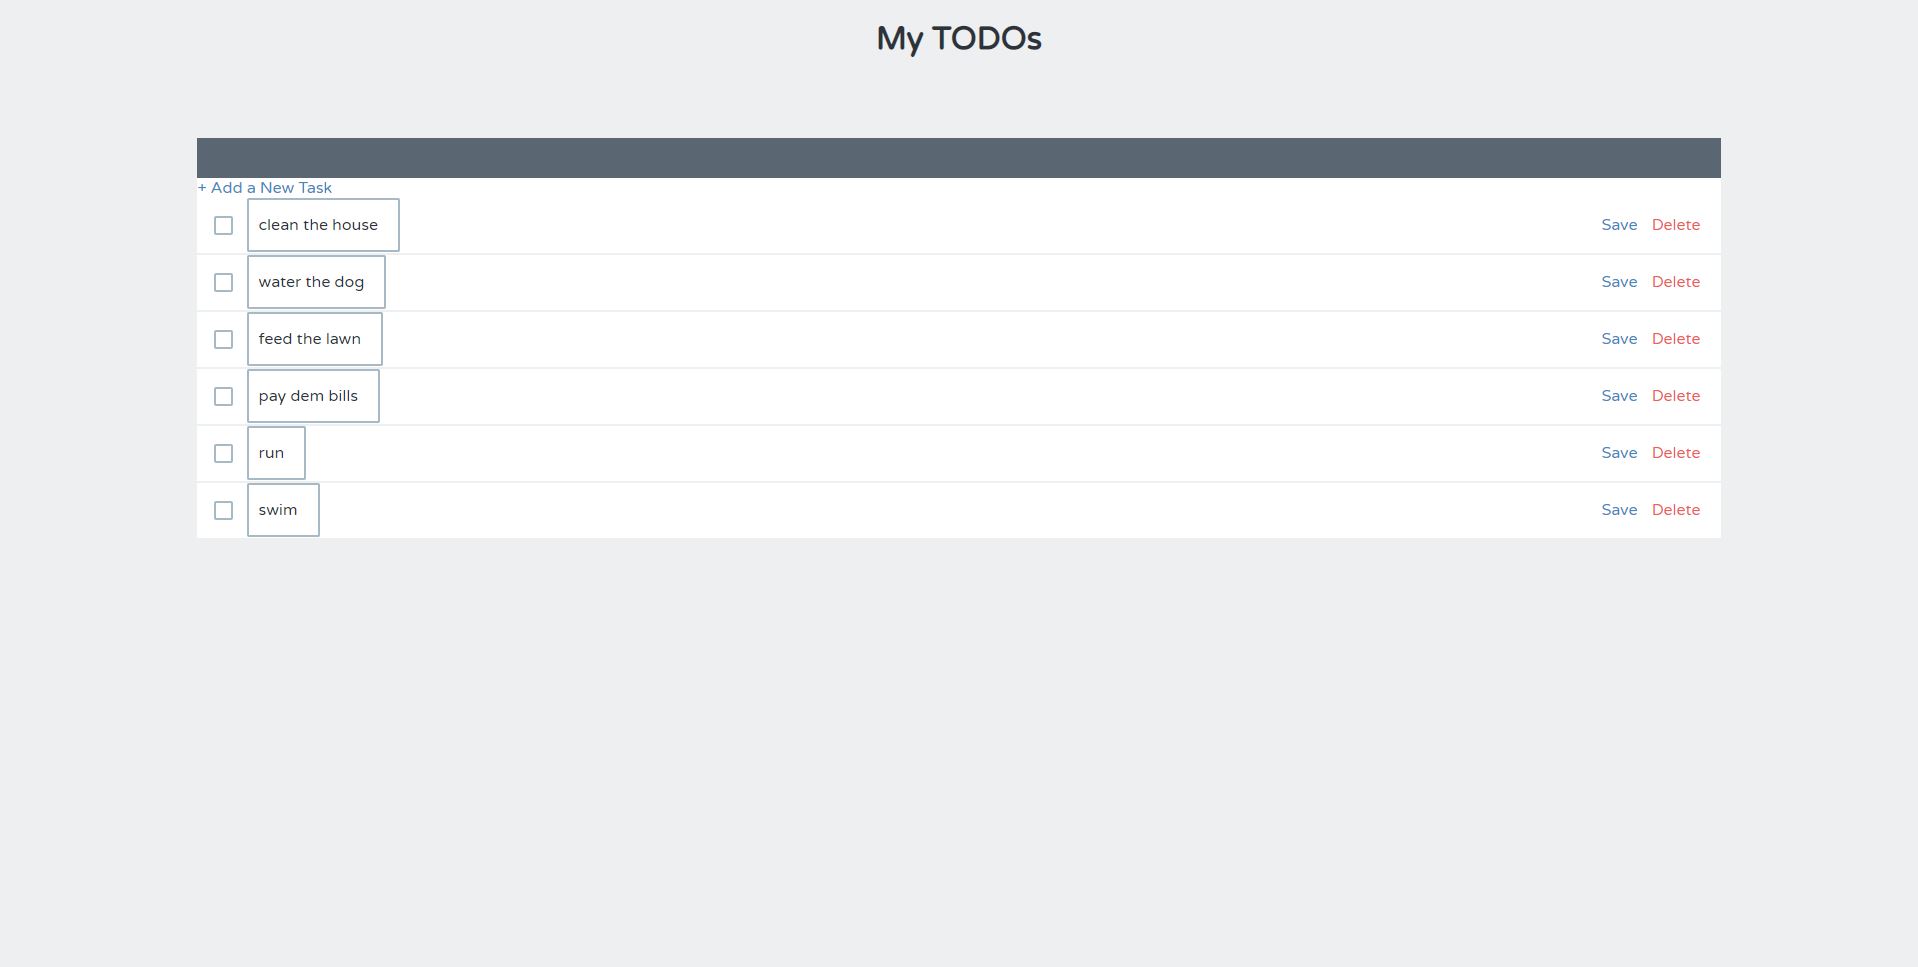 My TODOs
+ Add a New Task
clean the house Save Delete
water the dog Save Delete
feed the lawn Save Delete
pay dem bills Save Delete
run Save Delete
swim Save Delete